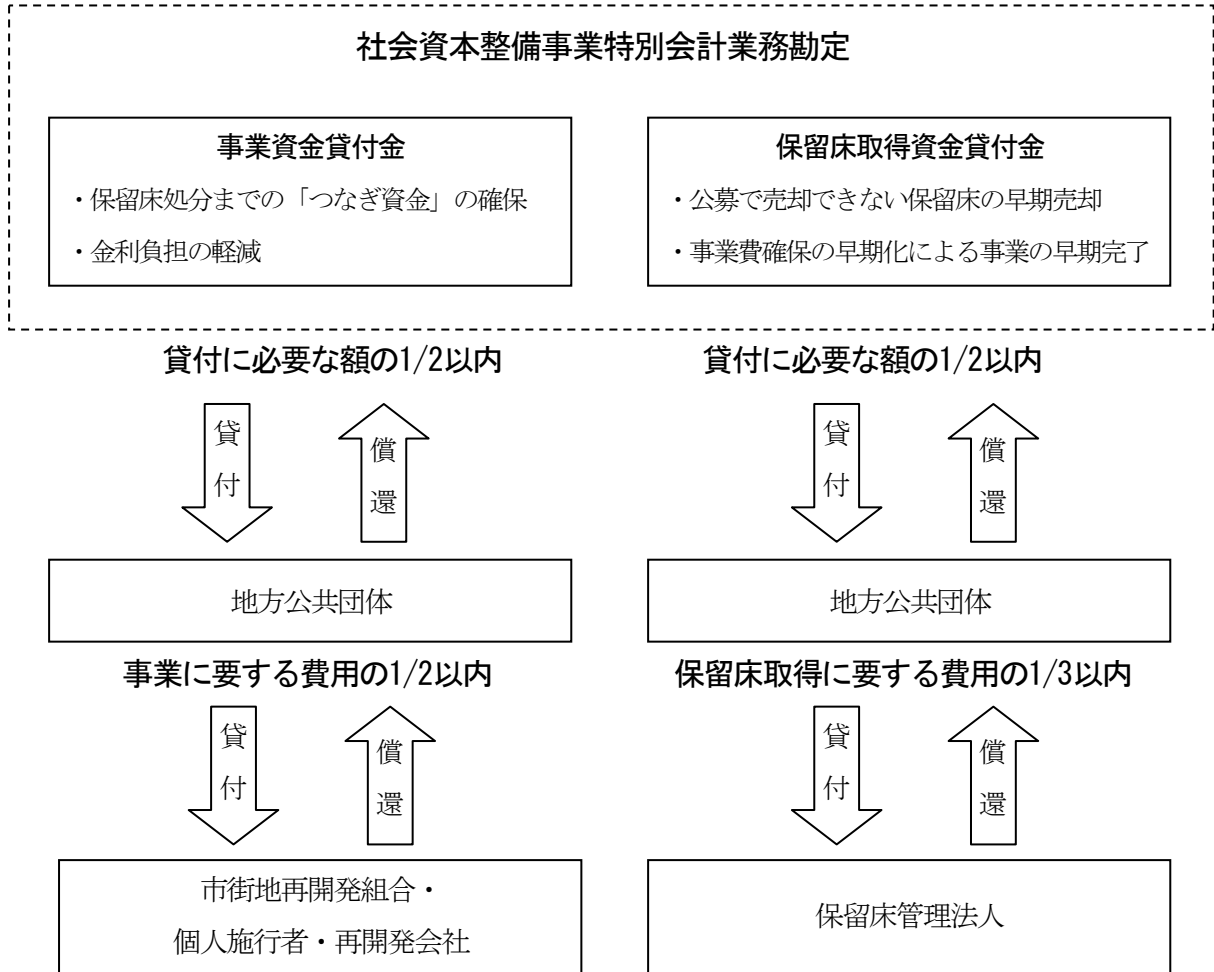 社会資本整備事業特別会計業務勘定
事業資金貸付金
・保留床処分までの「つなぎ資金」の確保
・金利負担の軽減
保留床取得資金貸付金
・公募で売却できない保留床の早期売却
・事業費確保の早期化による事業の早期完了
貸付に必要な額の1/2以内
貸付に必要な額の1/2以内
貸付
償還
貸付
償還
地方公共団体
地方公共団体
事業に要する費用の1/2以内
保留床取得に要する費用の1/3以内
貸付
償還
貸付
償還
市街地再開発組合・
個人施行者・再開発会社
保留床管理法人